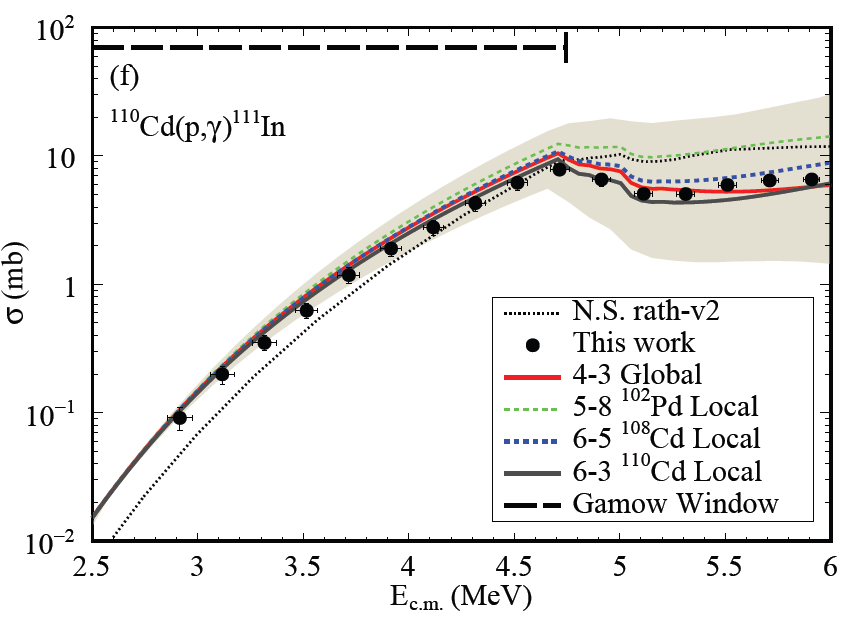 10²
(f)
¹¹⁰Cd(p,γ)¹¹¹In
10
1
10⁻¹
10⁻²
σ (mb)
N.S. rath-v2
This work
4-3 Global
5-8 ¹⁰²Pd Local
6-5 ¹⁰⁸Cd Local
6-3 ¹¹⁰Cd Local
Gamow Window
2.5 3 3.5 4 4.5 5 5.5 6
E_c.m. (MeV)